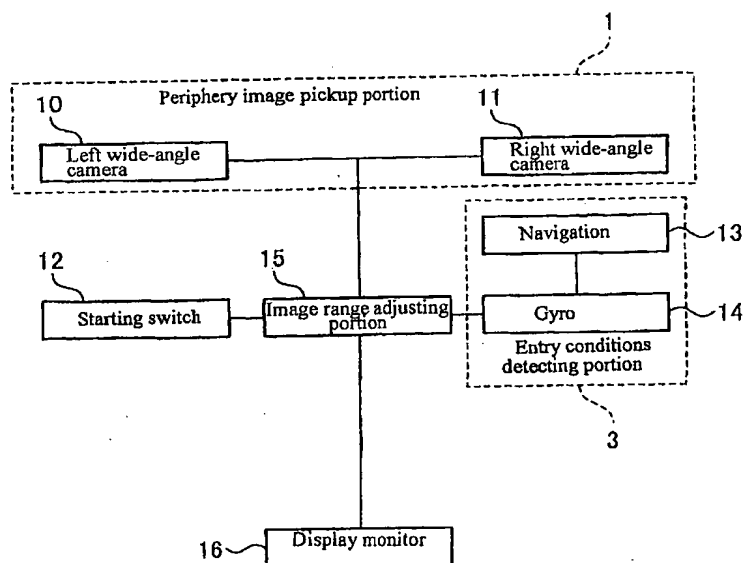 1
Periphery image pickup portion
10
11
Left wide-angle
camera
Right wide-angle
camera
Navigation
13
12
15
Starting switch
Image range adjusting
portion
Gyro
14
Entry conditions
detecting portion
3
Display monitor
16